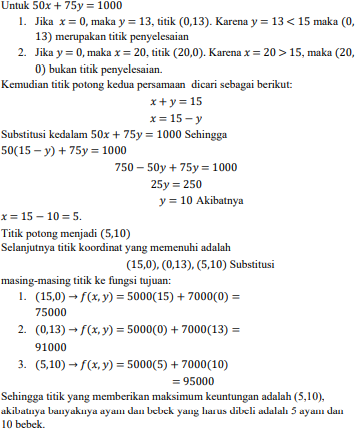 Untuk 50x + 75y = 1000
1. Jika x = 0, maka y = 13, titik (0,13). Karena y = 13 < 15 maka (0,
13) merupakan titik penyelesaian
2. Jika y = 0, maka x = 20, titik (20,0). Karena x = 20 > 15, maka (20,
0) bukan titik penyelesaian.
Kemudian titik potong kedua persamaan dicari sebagai berikut:
x + y = 15
x = 15 − y
Substitusi kedalam 50x + 75y = 1000 Sehingga
50(15 − y) + 75y = 1000
750 − 50y + 75y = 1000
25y = 250
y = 10 Akibatnya
x = 15 − 10 = 5.
Titik potong menjadi (5,10)
Selanjutnya titik koordinat yang memenuhi adalah
(15,0), (0,13), (5,10) Substitusi
masing-masing titik ke fungsi tujuan:
1. (15,0) → f(x, y) = 5000(15) + 7000(0) =
75000
2. (0,13) → f(x, y) = 5000(0) + 7000(13) =
91000
3. (5,10) → f(x, y) = 5000(5) + 7000(10)
= 95000
Sehingga titik yang memberikan maksimum keuntungan adalah (5,10),
akibatnya banyaknya ayam dan bebek yang harus dibeli adalah 5 ayam dan
10 bebek.